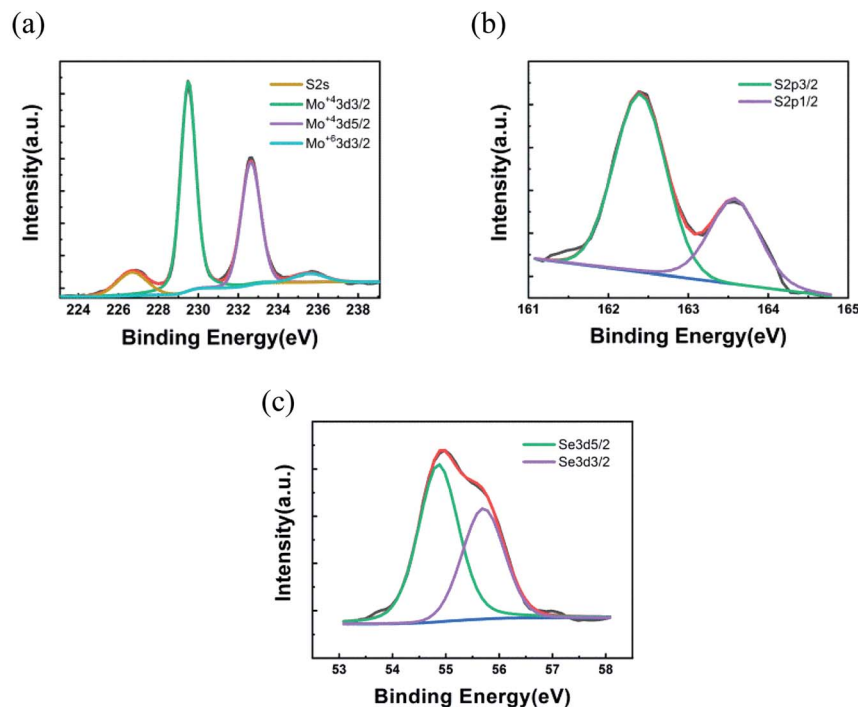 (a)
S2s
Mo+43d3/2
Mo+43d5/2
Mo+63d3/2
Intensity(a.u.)
224 226 228 230 232 234 236 238
Binding Energy(eV)
(b)
S2p3/2
S2p1/2
Intensity(a.u.)
161 162 163 164 165
Binding Energy(eV)
(c)
Se3d5/2
Se3d3/2
Intensity(a.u.)
53 54 55 56 57 58
Binding Energy(eV)